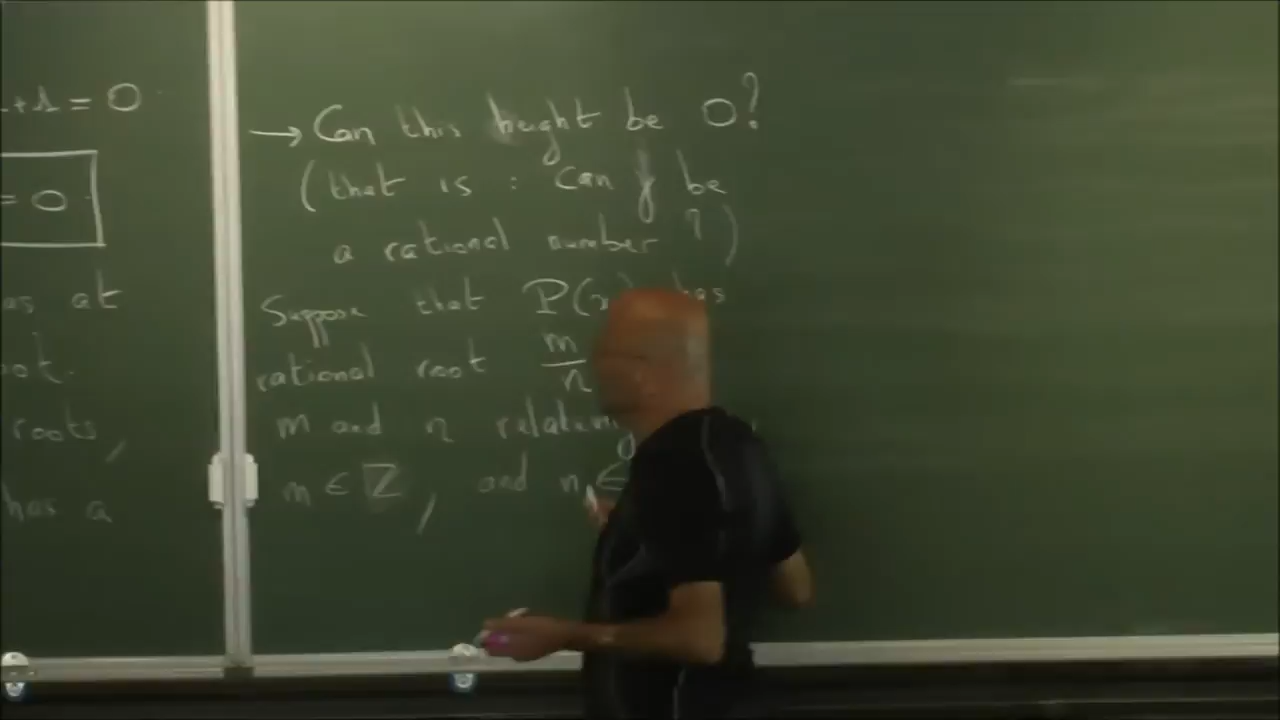 +1 = 0
= 0
as at
ot.
roots,
has a
→ Can this height be 0?
(that is : can y be
a rational number ?)
Suppose that P(x) has
rational root m/n
m and n relatively
m ∈ ℤ, and n ∈